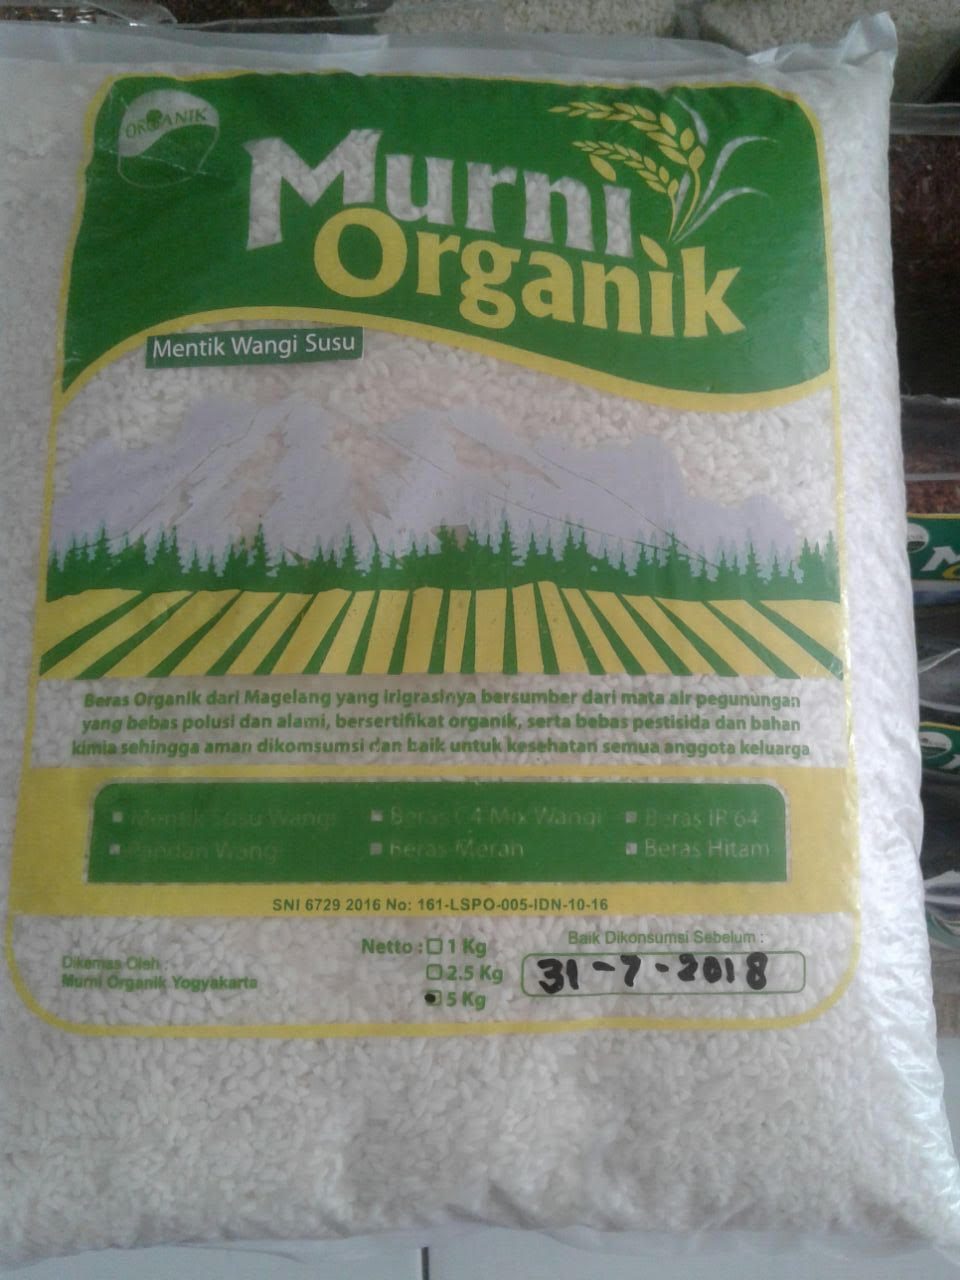 ORGANIK
Murni
Organik
Mentik Wangi Susu
Beras Organik dari Magelang yang irigrasinya bersumber dari mata air pegunungan
yang bebas polusi dan alami, bersertifikat organik, serta bebas pestisida dan bahan
kimia sehingga aman dikomsumsi dan baik untuk kesehatan semua anggota keluarga
Mentik Susu Wangi Beras C4 Mix Wangi Beras IR 64
Pandan Wangi Beras Merah Beras Hitam
SNI 6729 2016 No: 161-LSPO-005-IDN-10-16
Dikemas Oleh :
Murni Organik Yogyakarta
Netto : 1 Kg
2.5 Kg
5 Kg
Baik Dikonsumsi Sebelum :
31-7-2018